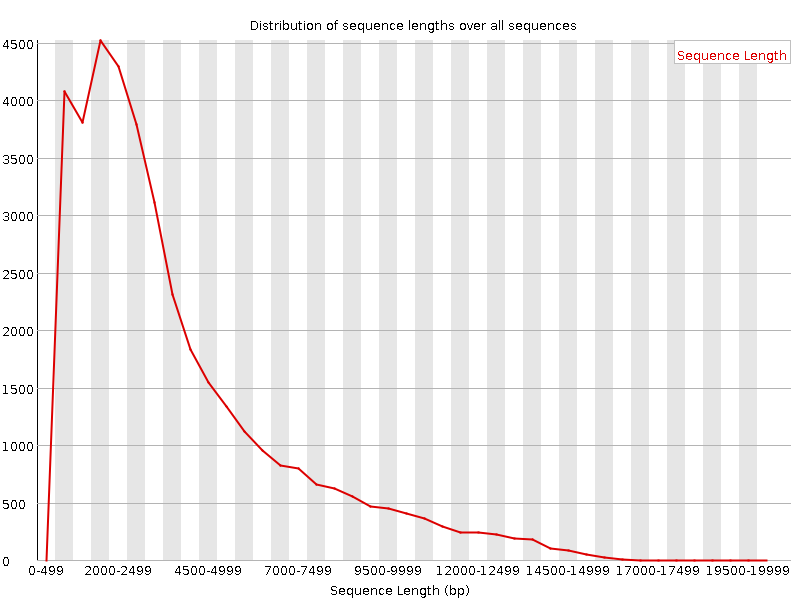 Distribution of sequence lengths over all sequences
Sequence Length
4500
4000
3500
3000
2500
2000
1500
1000
500
0
0-499 2000-2499 4500-4999 7000-7499 9500-9999 12000-12499 14500-14999 17000-17499 19500-19999
Sequence Length (bp)